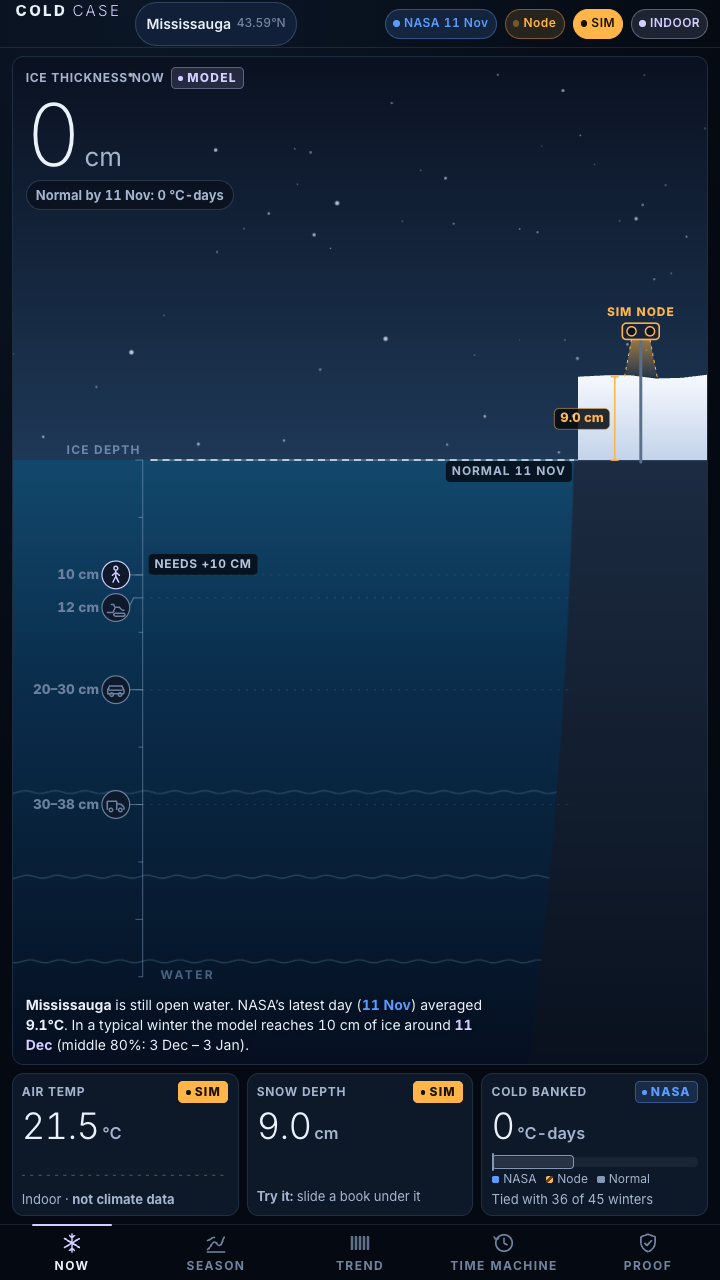 COLD CASE
Mississauga 43.59°N
NASA 11 Nov
Node
SIM
INDOOR
ICE THICKNESS NOW
MODEL
0 cm
Normal by 11 Nov: 0 °C-days
SIM NODE
9.0 cm
ICE DEPTH
NORMAL 11 NOV
NEEDS +10 CM
10 cm
12 cm
20–30 cm
30–38 cm
WATER
Mississauga is still open water. NASA's latest day (11 Nov) averaged
9.1°C. In a typical winter the model reaches 10 cm of ice around 11
Dec (middle 80%: 3 Dec – 3 Jan).
AIR TEMP
SIM
21.5 °C
Indoor · not climate data
SNOW DEPTH
SIM
9.0 cm
Try it: slide a book under it
COLD BANKED
NASA
0 °C-days
NASA Node Normal
Tied with 36 of 45 winters
NOW
SEASON
TREND
TIME MACHINE
PROOF